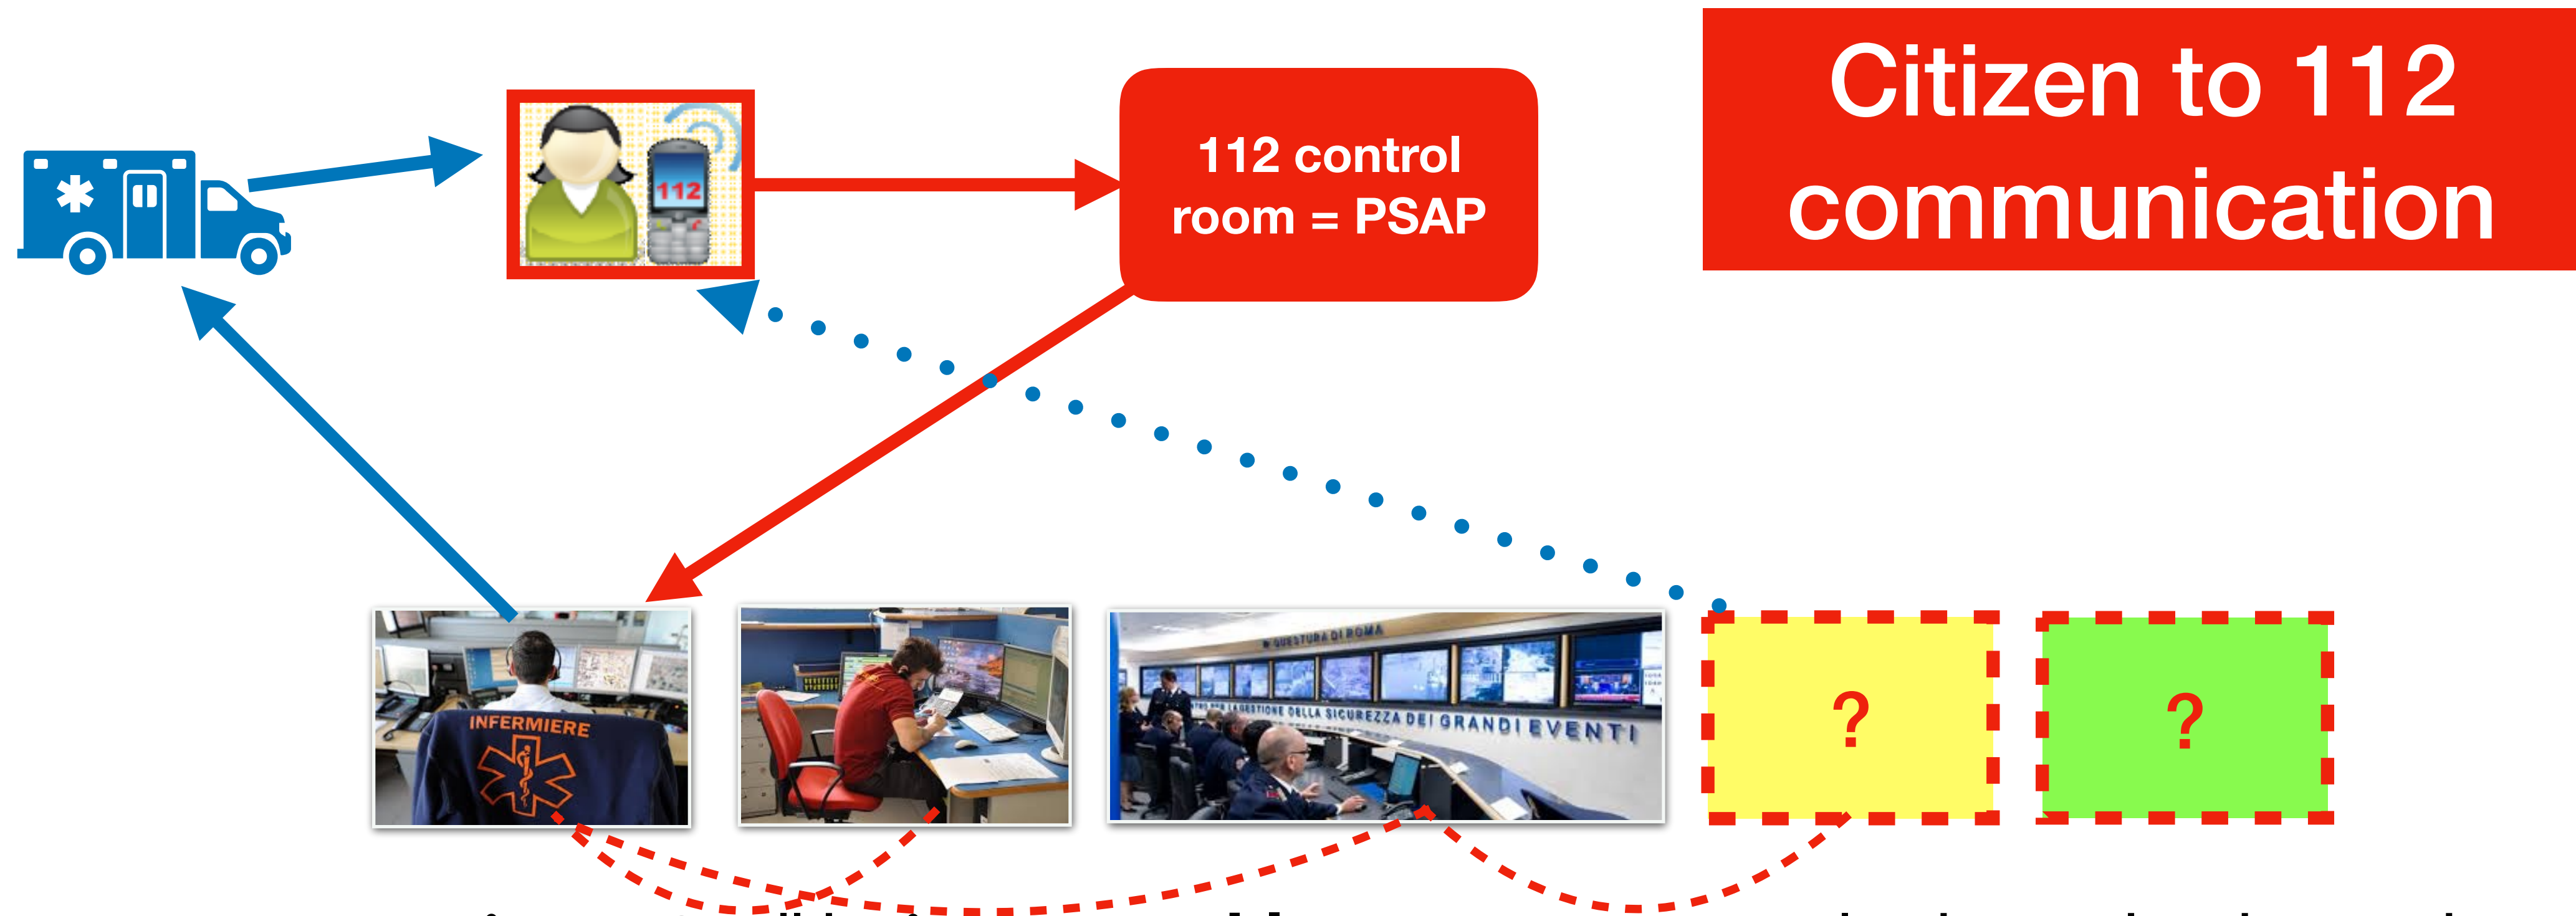 Citizen to 112
communication
112 control
room = PSAP
112
QUESTURA DI ROMA
LA GESTIONE DELLA SICUREZZA DEI GRANDI EVENTI
INFERMIERE
?
?